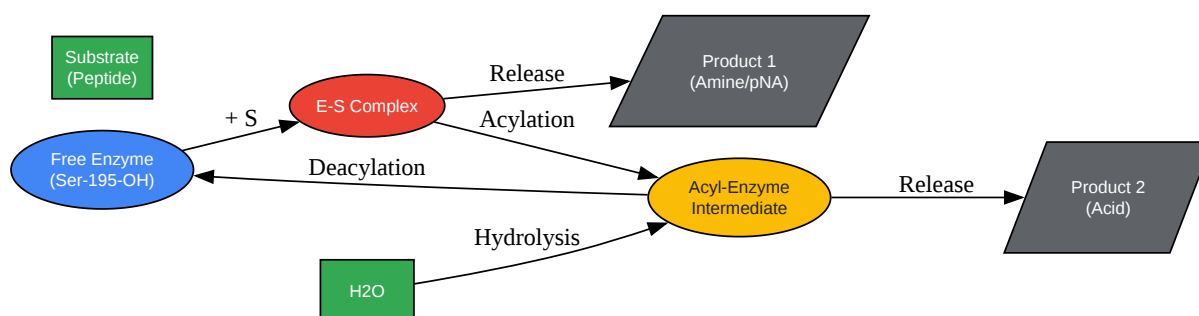 Substrate
(Peptide)
Product 1
(Amine/pNA)
Release
E-S Complex
+ S
Acylation
Free Enzyme
(Ser-195-OH)
Deacylation
Acyl-Enzyme
Intermediate
Release
Product 2
(Acid)
Hydrolysis
H2O